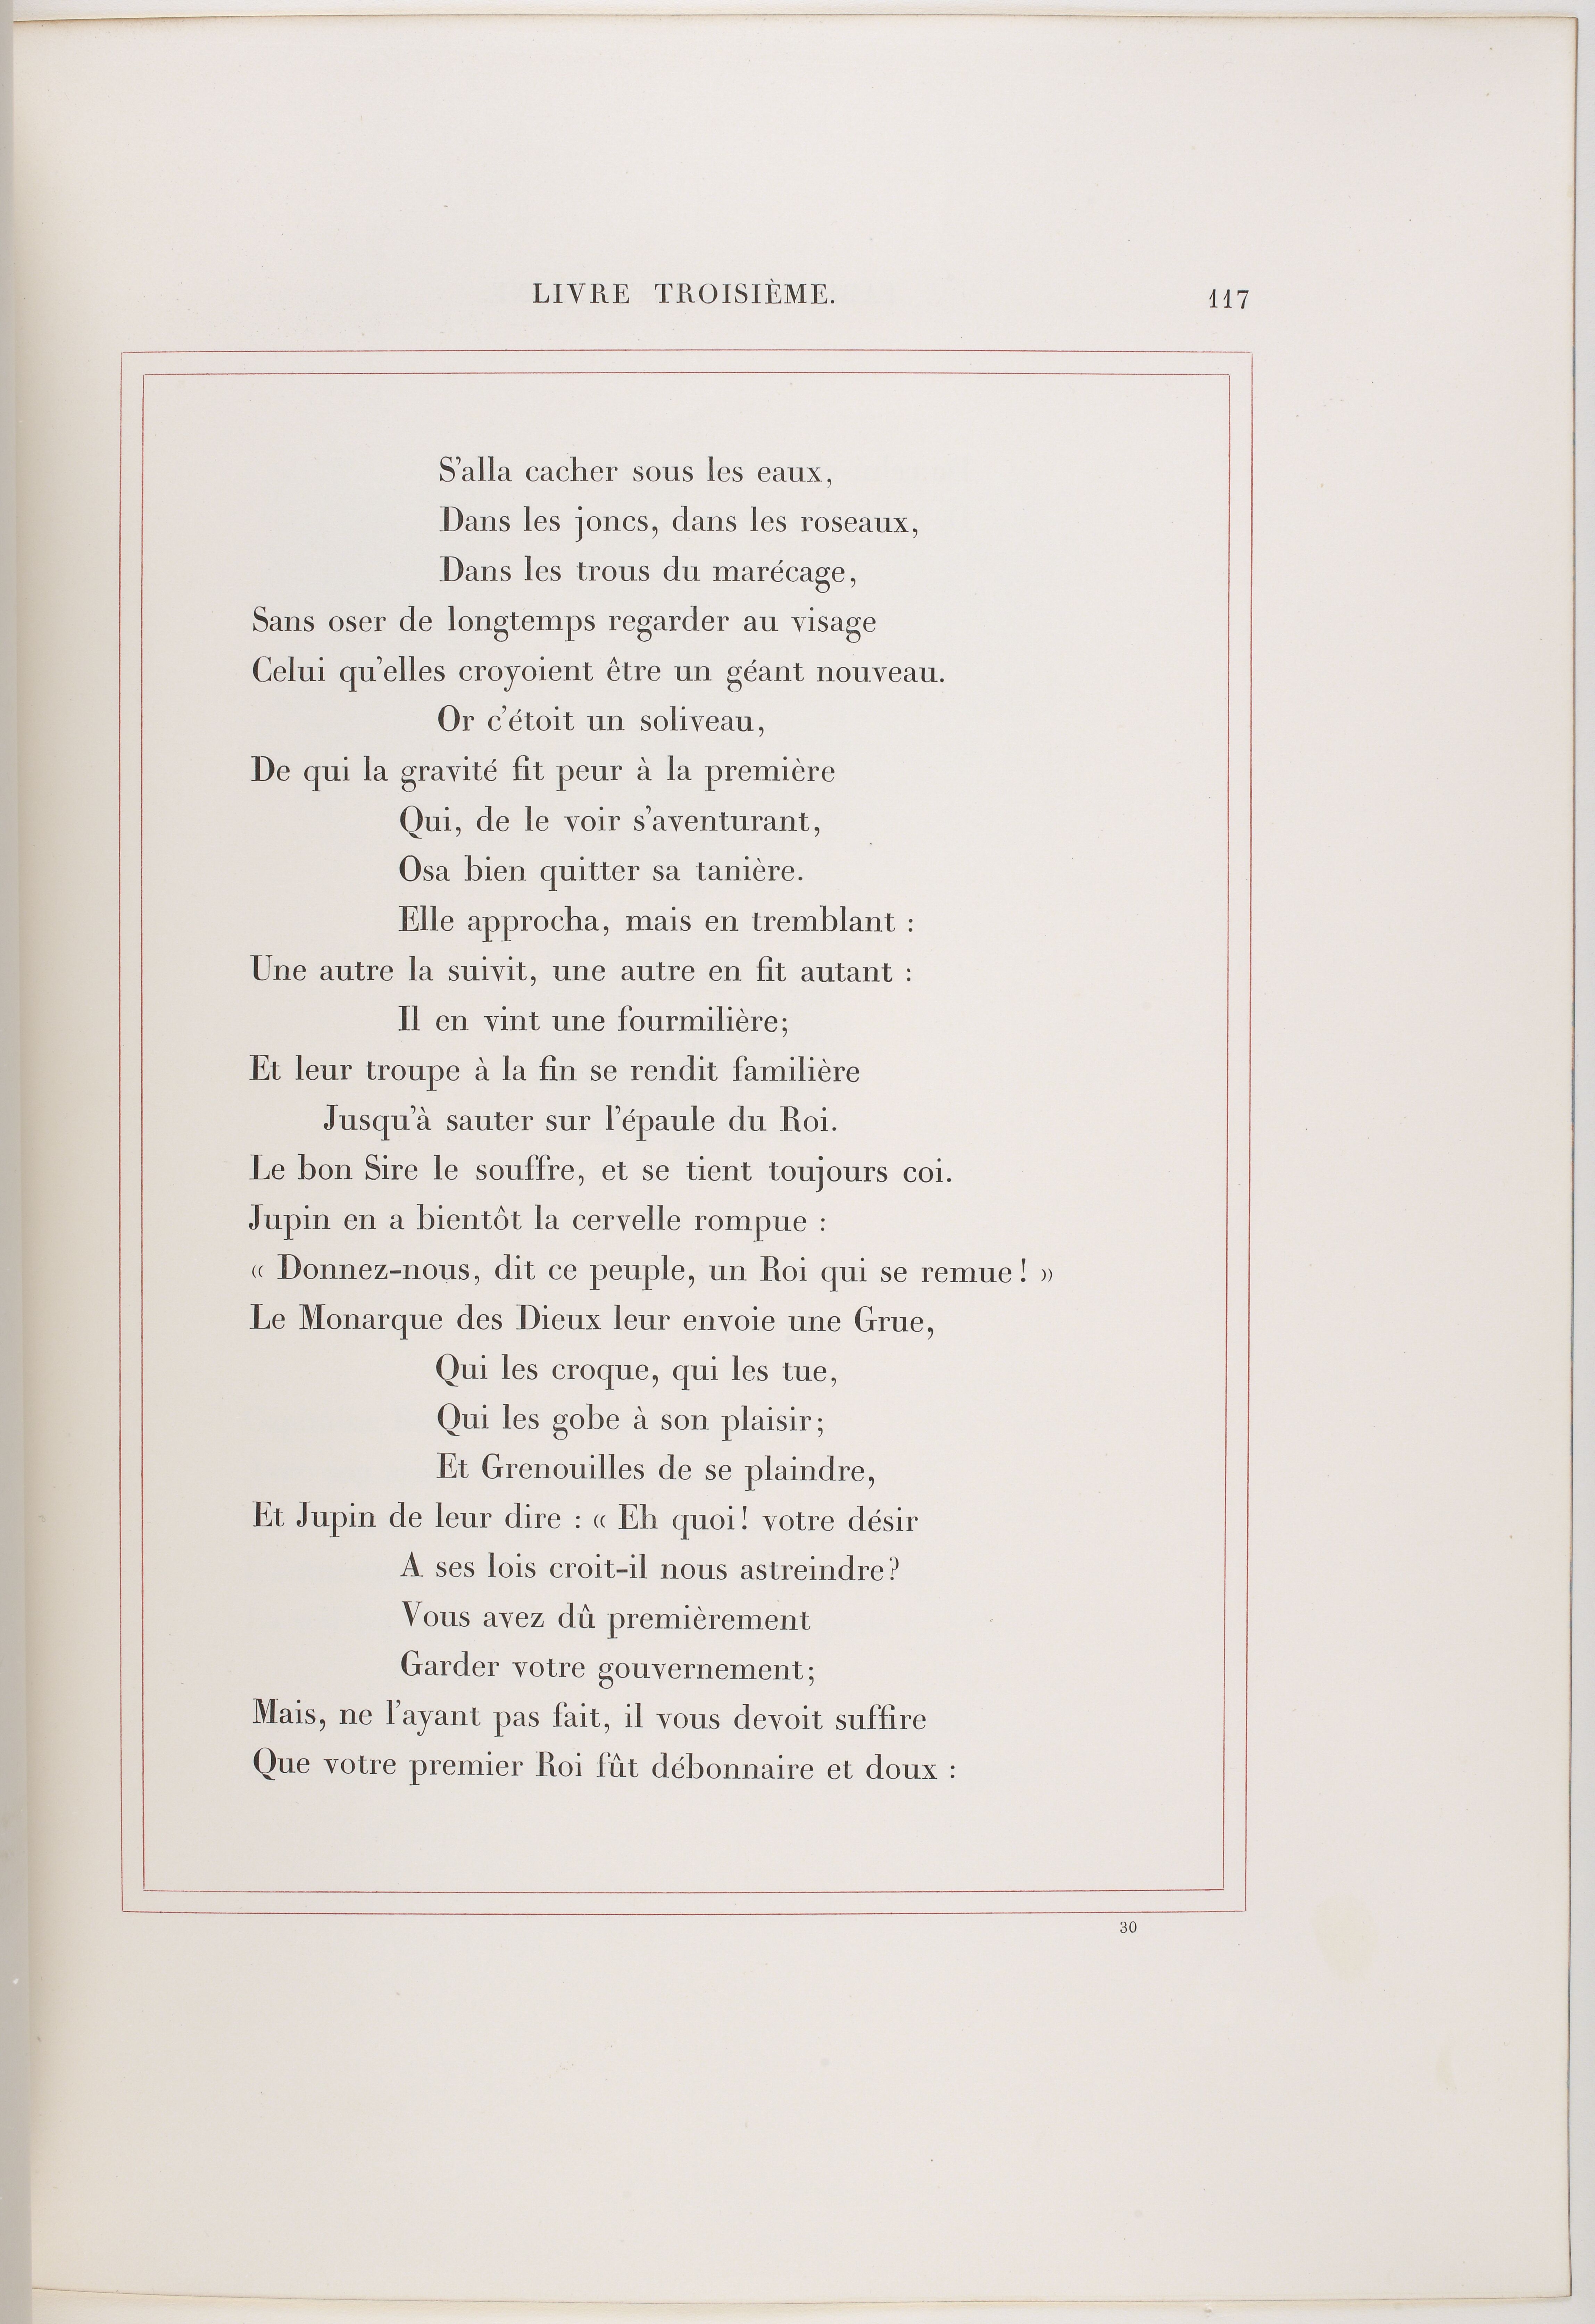 LIVRE TROISIÈME.
117
S'alla cacher sous les eaux,
Dans les joncs, dans les roseaux,
Dans les trous du marécage,
Sans oser de longtemps regarder au visage
Celui qu'elles croyoient être un géant nouveau.
Or c'étoit un soliveau,
De qui la gravité fit peur à la première
Qui, de le voir s'aventurant,
Osa bien quitter sa tanière.
Elle approcha, mais en tremblant :
Une autre la suivit, une autre en fit autant :
Il en vint une fourmilière;
Et leur troupe à la fin se rendit familière
Jusqu'à sauter sur l'épaule du Roi.
Le bon Sire le souffre, et se tient toujours coi.
Jupin en a bientôt la cervelle rompue :
« Donnez-nous, dit ce peuple, un Roi qui se remue! »
Le Monarque des Dieux leur envoie une Grue,
Qui les croque, qui les tue,
Qui les gobe à son plaisir;
Et Grenouilles de se plaindre,
Et Jupin de leur dire : « Eh quoi! votre désir
A ses lois croit-il nous astreindre?
Vous avez dû premièrement
Garder votre gouvernement;
Mais, ne l'ayant pas fait, il vous devoit suffire
Que votre premier Roi fût débonnaire et doux :
30